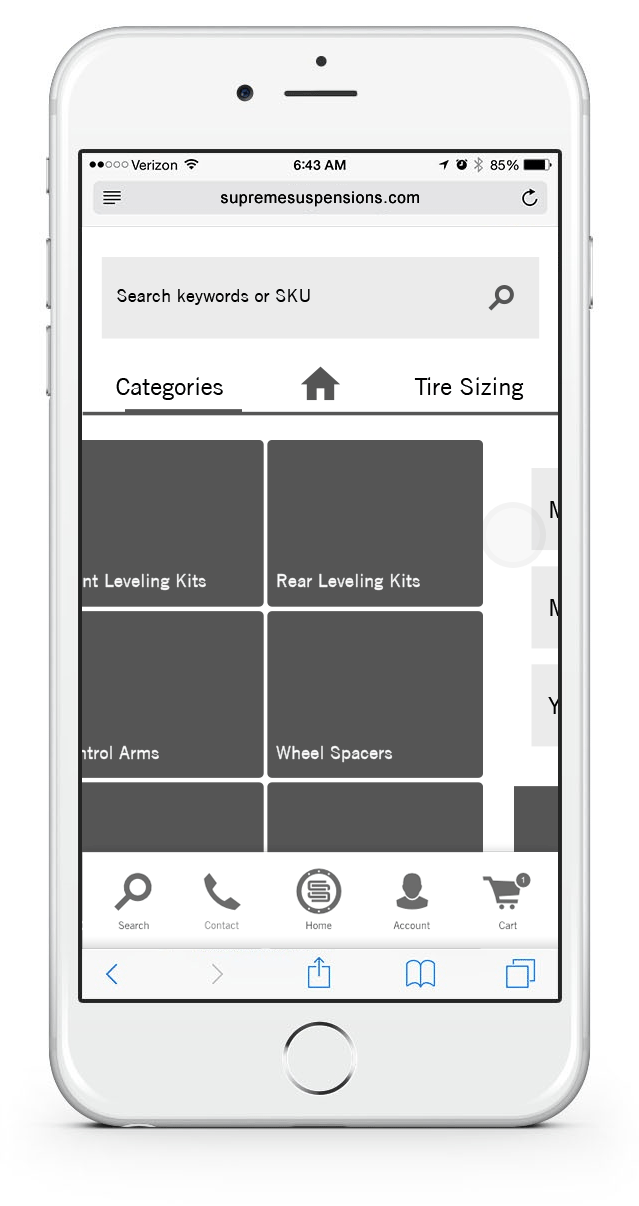 Verizon 6:43 AM 85%
supremesuspensions.com
Search keywords or SKU
Categories Tire Sizing
nt Leveling Kits Rear Leveling Kits
M
M
ntrol Arms Wheel Spacers
Y
1
Search Contact Home Account Cart